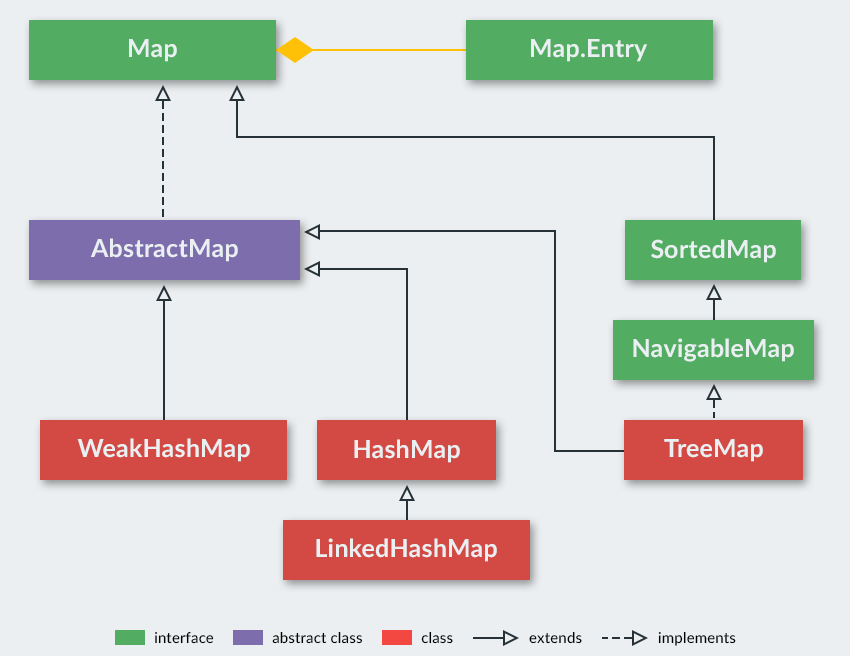 Map
Map.Entry
AbstractMap
SortedMap
NavigableMap
WeakHashMap
HashMap
TreeMap
LinkedHashMap
interface
abstract class
class
extends
implements